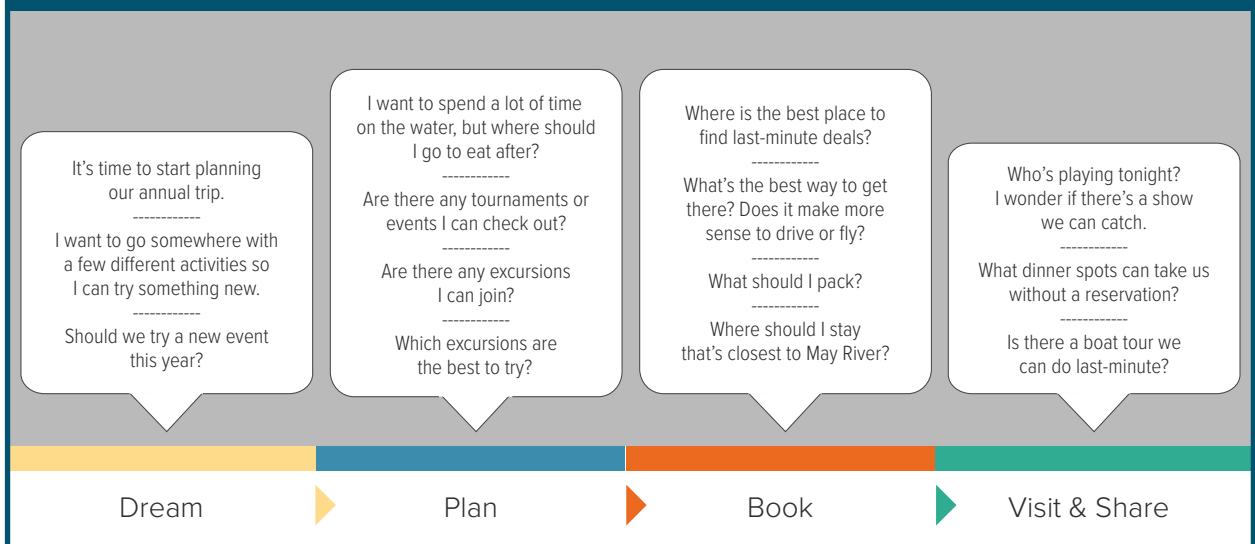 It's time to start planning
our annual trip.
------------
I want to go somewhere with
a few different activities so
I can try something new.
------------
Should we try a new event
this year?
I want to spend a lot of time
on the water, but where should
I go to eat after?
------------
Are there any tournaments or
events I can check out?
------------
Are there any excursions
I can join?
------------
Which excursions are
the best to try?
Where is the best place to
find last-minute deals?
------------
What's the best way to get
there? Does it make more
sense to drive or fly?
------------
What should I pack?
------------
Where should I stay
that's closest to May River?
Who's playing tonight?
I wonder if there's a show
we can catch.
------------
What dinner spots can take us
without a reservation?
------------
Is there a boat tour we
can do last-minute?
Dream
Plan
Book
Visit & Share